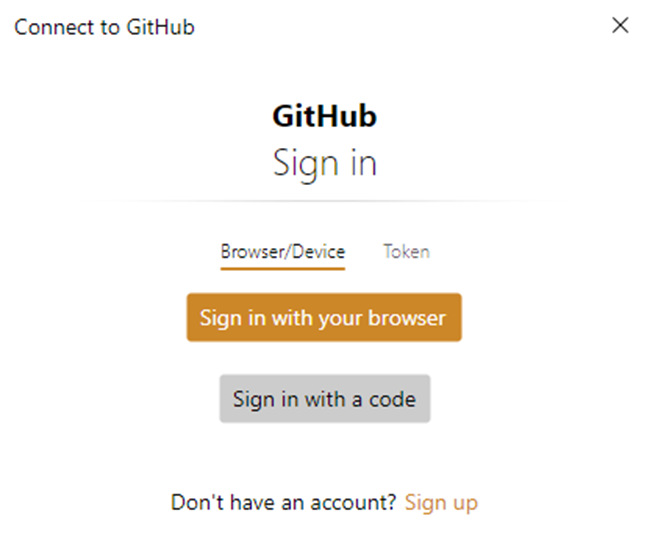 Connect to GitHub
GitHub
Sign in
Browser/Device Token
Sign in with your browser
Sign in with a code
Don't have an account? Sign up